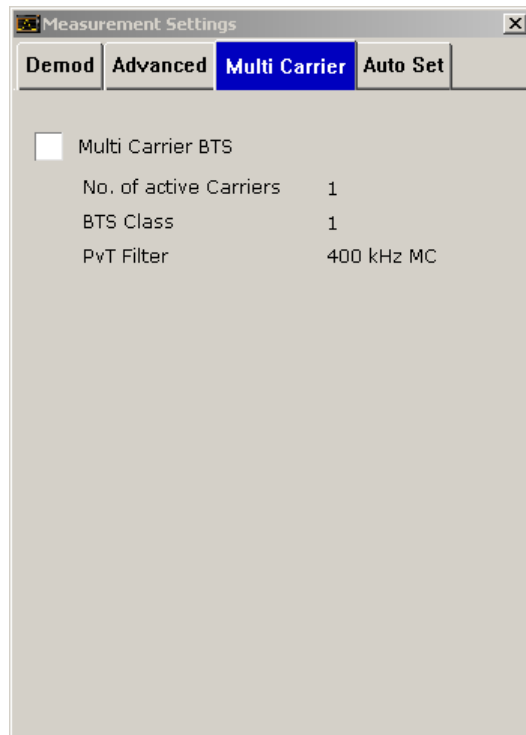 Measurement Settings
Demod Advanced Multi Carrier Auto Set
Multi Carrier BTS
No. of active Carriers 1
BTS Class 1
PvT Filter 400 kHz MC